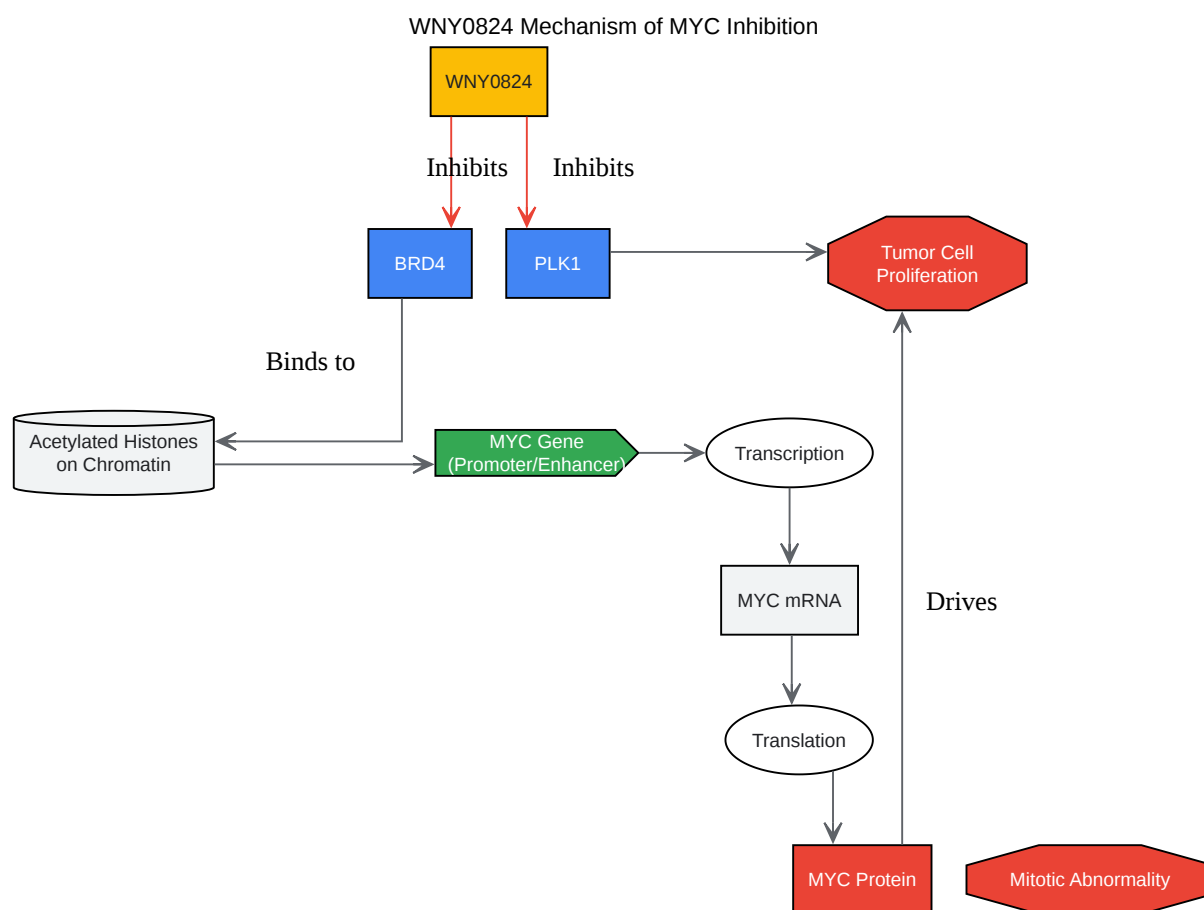 WNY0824 Mechanism of MYC Inhibition
WNY0824
Inhibits
Inhibits
BRD4
PLK1
Tumor Cell
Proliferation
Binds to
Acetylated Histones
on Chromatin
MYC Gene
(Promoter/Enhancer)
Transcription
MYC mRNA
Drives
Translation
MYC Protein
Mitotic Abnormality